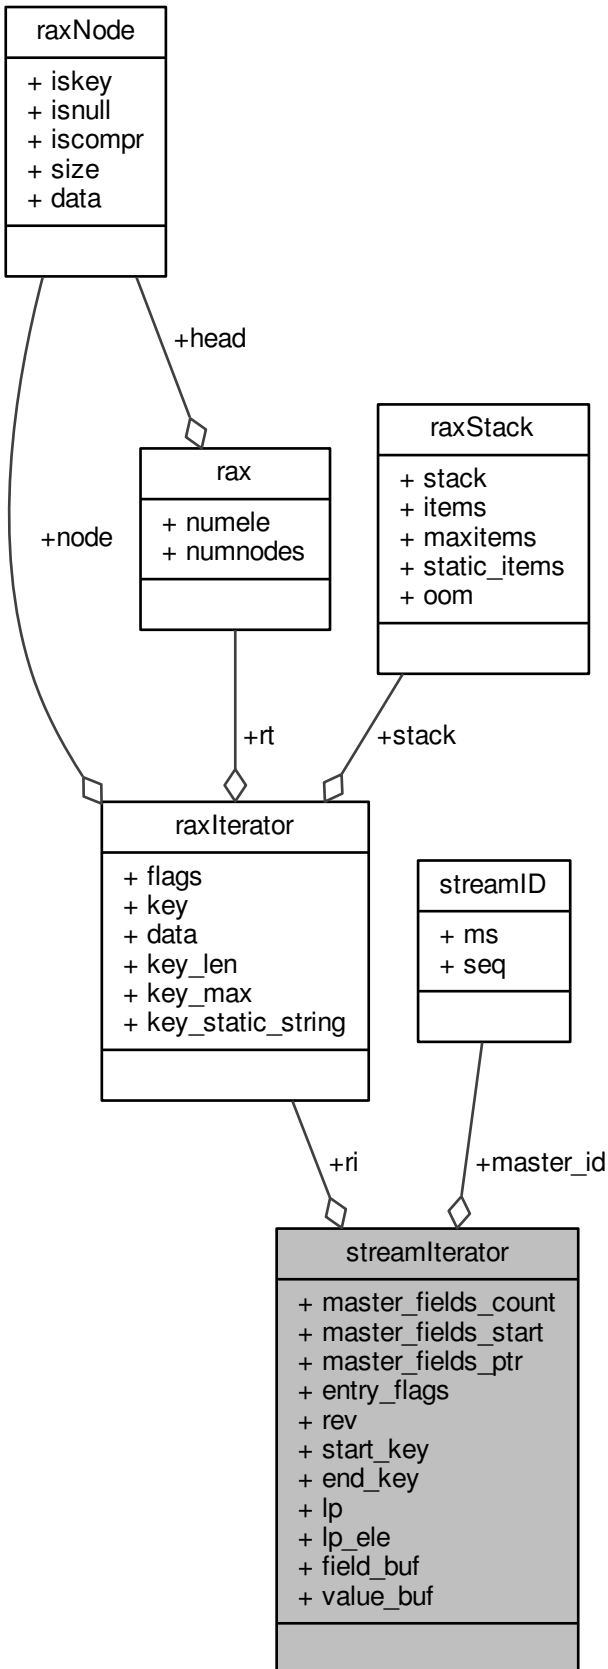 raxNode
+ iskey
+ isnull
+ iscompr
+ size
+ data
+head
raxStack
+ stack
+ items
+ maxitems
+ static_items
+ oom
rax
+ numele
+ numnodes
+node
+rt
+stack
raxIterator
+ flags
+ key
+ data
+ key_len
+ key_max
+ key_static_string
streamID
+ ms
+ seq
+ri
+master_id
streamIterator
+ master_fields_count
+ master_fields_start
+ master_fields_ptr
+ entry_flags
+ rev
+ start_key
+ end_key
+ lp
+ lp_ele
+ field_buf
+ value_buf